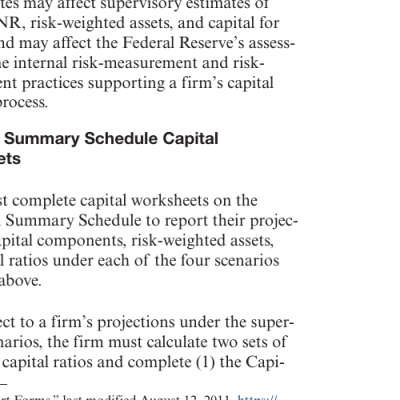 tes may affect supervisory estimates of
NR, risk-weighted assets, and capital for
nd may affect the Federal Reserve's assess-
e internal risk-measurement and risk-
ent practices supporting a firm's capital
rocess.
Summary Schedule Capital
ets
st complete capital worksheets on the
Summary Schedule to report their projec-
pital components, risk-weighted assets,
l ratios under each of the four scenarios
above.
ect to a firm's projections under the super-
narios, the firm must calculate two sets of
capital ratios and complete (1) the Capi-
rt Forms," last modified August 12, 2011, https://